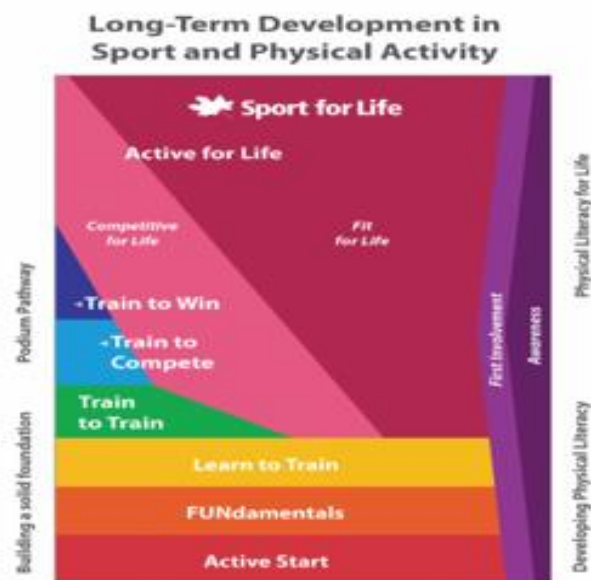 Long-Term Development in
Sport and Physical Activity
Sport for Life
Active for Life
Competitive
for Life
Fit
for Life
-Train to Win
-Train to
Compete
Train
to Train
Learn to Train
FUNdamentals
Active Start
Podium Pathway
Building a solid foundation
First Involvement
Awareness
Physical Literacy for Life
Developing Physical Literacy